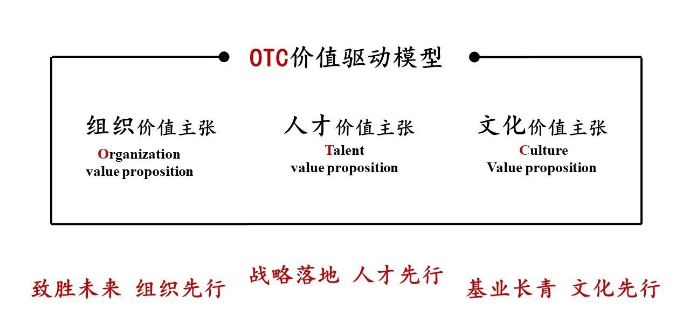 OTC价值驱动模型
组织价值主张
Organization
value proposition
人才价值主张
Talent
value proposition
文化价值主张
Culture
Value proposition
致胜未来 组织先行
战略落地 人才先行
基业长青 文化先行